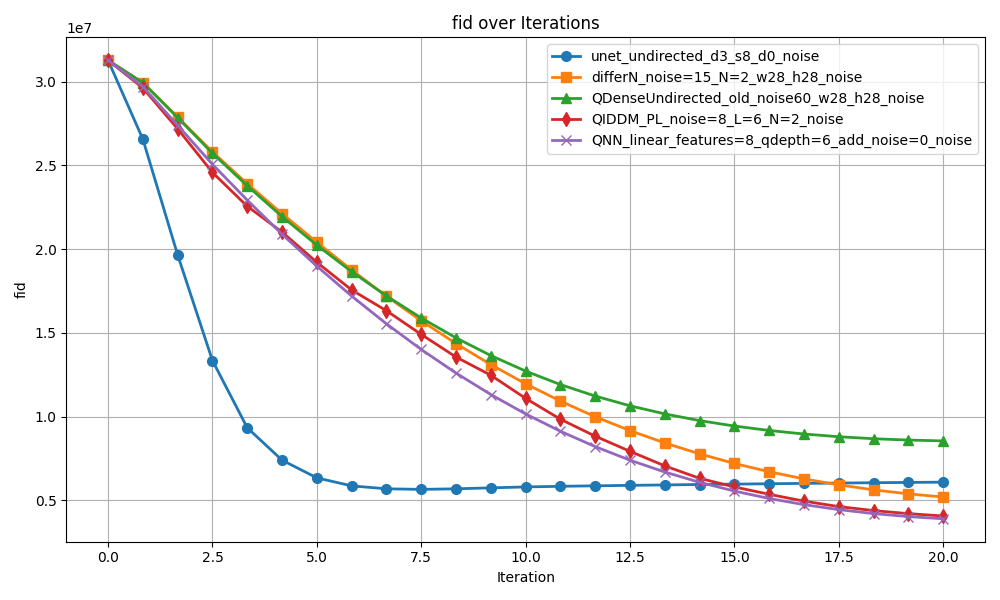 fid over Iterations
1e7
fid
3.0
2.5
2.0
1.5
1.0
0.5
unet_undirected_d3_s8_d0_noise
differN_noise=15_N=2_w28_h28_noise
QDenseUndirected_old_noise60_w28_h28_noise
QIDDM_PL_noise=8_L=6_N=2_noise
QNN_linear_features=8_qdepth=6_add_noise=0_noise
0.0 2.5 5.0 7.5 10.0 12.5 15.0 17.5 20.0
Iteration